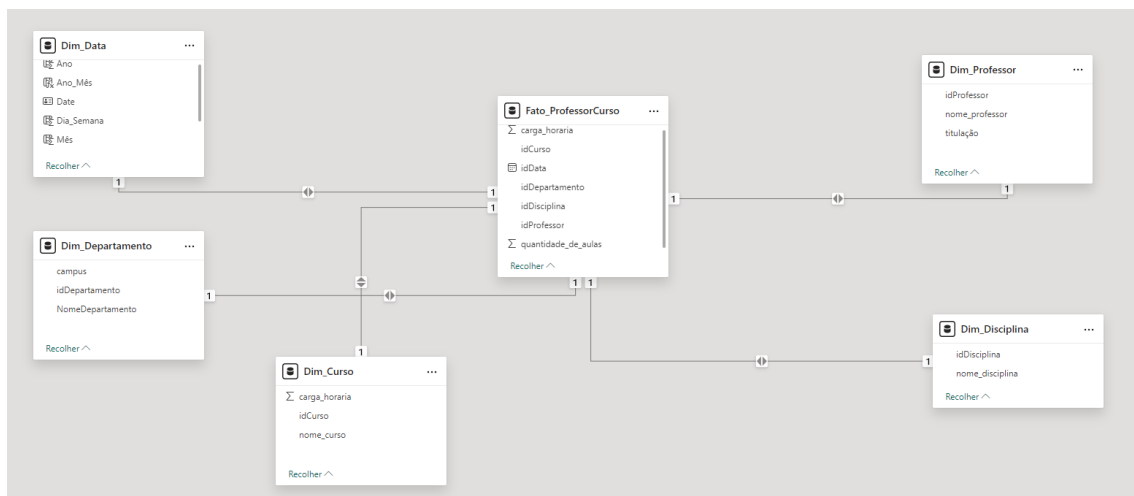 Dim_Data
Ano
Ano_Mês
Date
Dia_Semana
Mês
Recolher
1
Dim_Departamento
campus
idDepartamento
NomeDepartamento
Recolher
1
Dim_Curso
carga_horaria
idCurso
nome_curso
Recolher
1
Fato_ProfessorCurso
carga_horaria
idCurso
idData
idDepartamento
idDisciplina
idProfessor
quantidade_de_aulas
Recolher
1
1
1
1 1
Dim_Professor
idProfessor
nome_professor
titulação
Recolher
1
Dim_Disciplina
idDisciplina
nome_disciplina
Recolher
1